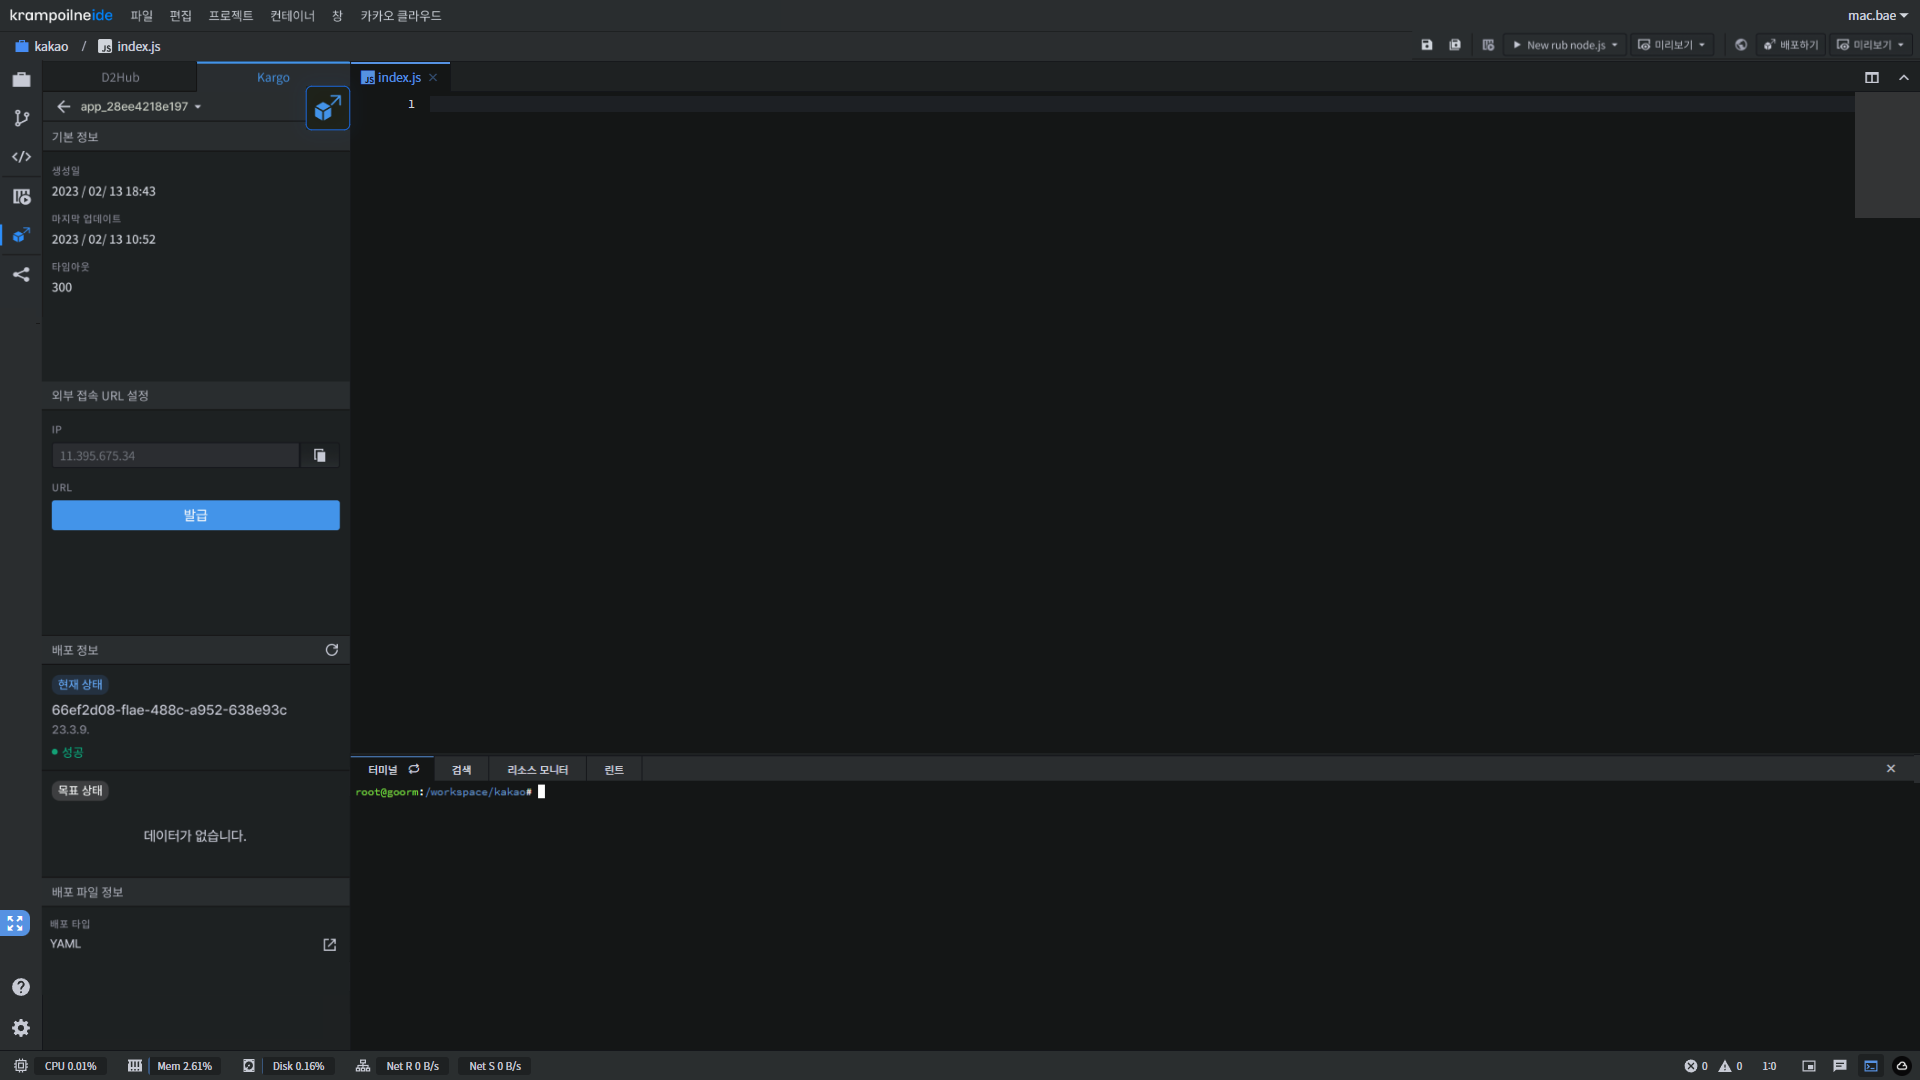 krampoilneide 파일 편집 프로젝트 컨테이너 창 카카오 클라우드 mac.bae
kakao / index.js
New rub node.js 미리보기 배포하기 미리보기
D2Hub Kargo index.js
app_28ee4218e197
1
기본 정보
생성일
2023 / 02/ 13 18:43
마지막 업데이트
2023 / 02/ 13 10:52
타임아웃
300
외부 접속 URL 설정
IP
11.395.675.34
URL
발급
배포 정보
현재 상태
66ef2d08-flae-488c-a952-638e93c
23.3.9.
성공
목표 상태
데이터가 없습니다.
배포 파일 정보
배포 타입
YAML
터미널 검색 리소스 모니터 린트
root@goorm:/workspace/kakao#
CPU 0.01% Mem 2.61% Disk 0.16% Net R 0 B/s Net S 0 B/s 0 0 1:0